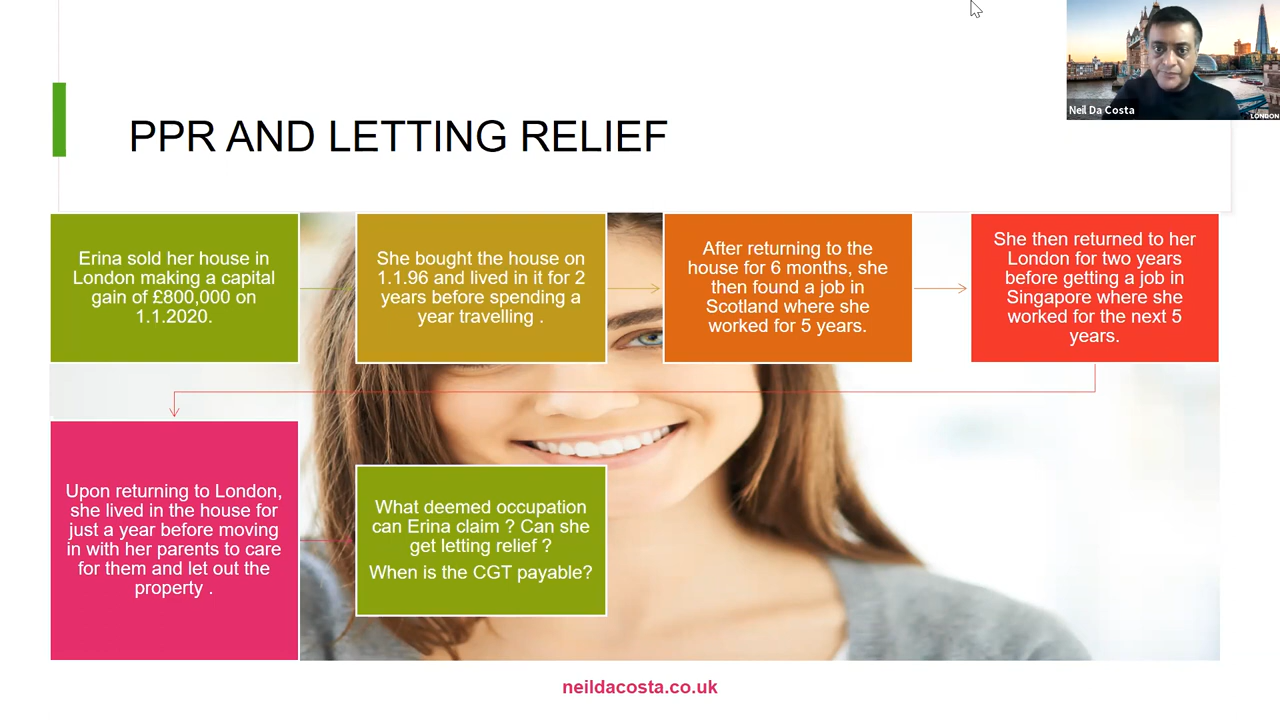 Neil Da Costa
LONDON
PPR AND LETTING RELIEF
Erina sold her house in
London making a capital
gain of £800,000 on
1.1.2020.
She bought the house on
1.1.96 and lived in it for 2
years before spending a
year travelling .
After returning to the
house for 6 months, she
then found a job in
Scotland where she
worked for 5 years.
She then returned to her
London for two years
before getting a job in
Singapore where she
worked for the next 5
years.
Upon returning to London,
she lived in the house for
just a year before moving
in with her parents to care
for them and let out the
property .
What deemed occupation
can Erina claim ? Can she
get letting relief ?
When is the CGT payable?
neildacosta.co.uk